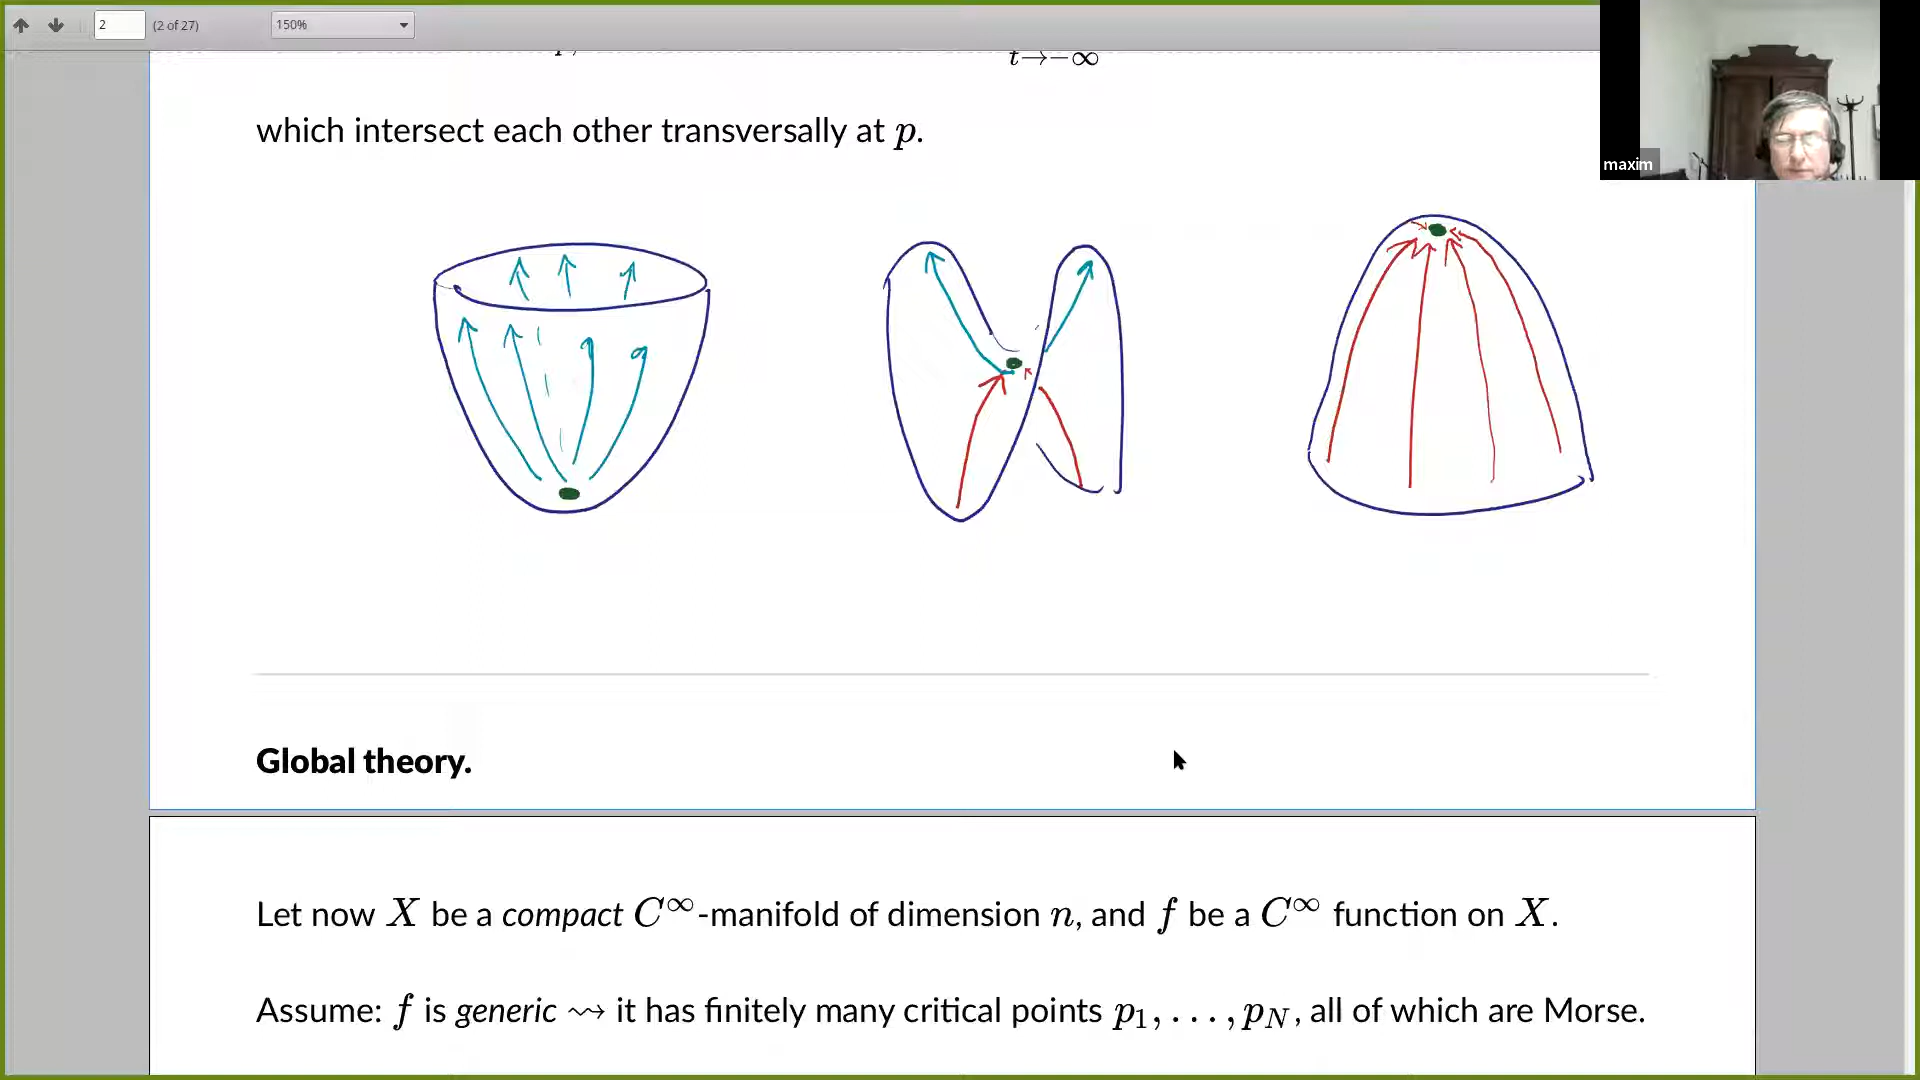 2 (2 of 27) 150%
maxim
t→−∞
which intersect each other transversally at p.
Global theory.
Let now X be a compact C∞-manifold of dimension n, and f be a C∞ function on X.
Assume: f is generic ⇝ it has finitely many critical points p₁, . . . , p_N, all of which are Morse.